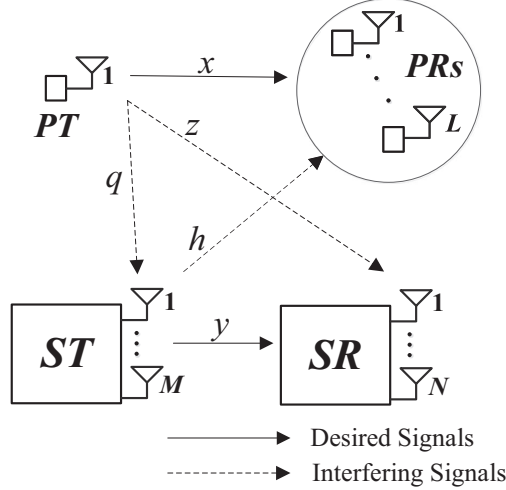 1
x
1
PRs
PT
L
z
q
h
1
1
ST
y
SR
M
N
Desired Signals
Interfering Signals